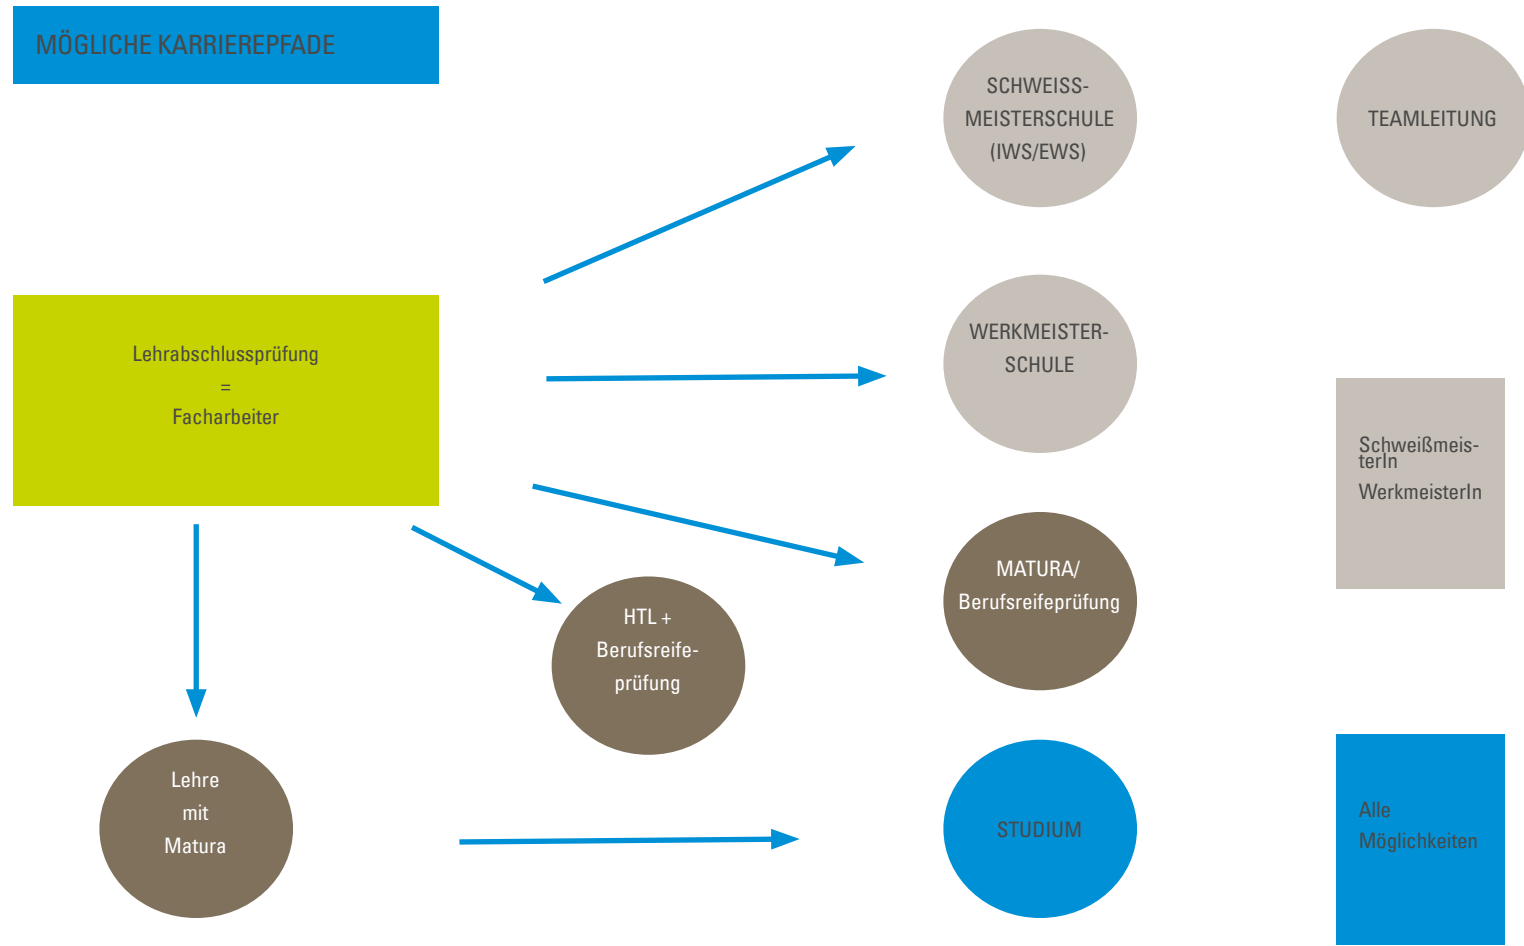 MÖGLICHE KARRIEREPFADE
SCHWEISS-
MEISTERSCHULE
(IWS/EWS)
TEAMLEITUNG
Lehrabschlussprüfung
=
Facharbeiter
WERKMEISTER-
SCHULE
Schweißmeis-
terIn
WerkmeisterIn
MATURA/
Berufsreifeprüfung
HTL +
Berufsreife-
prüfung
Lehre
mit
Matura
STUDIUM
Alle
Möglichkeiten